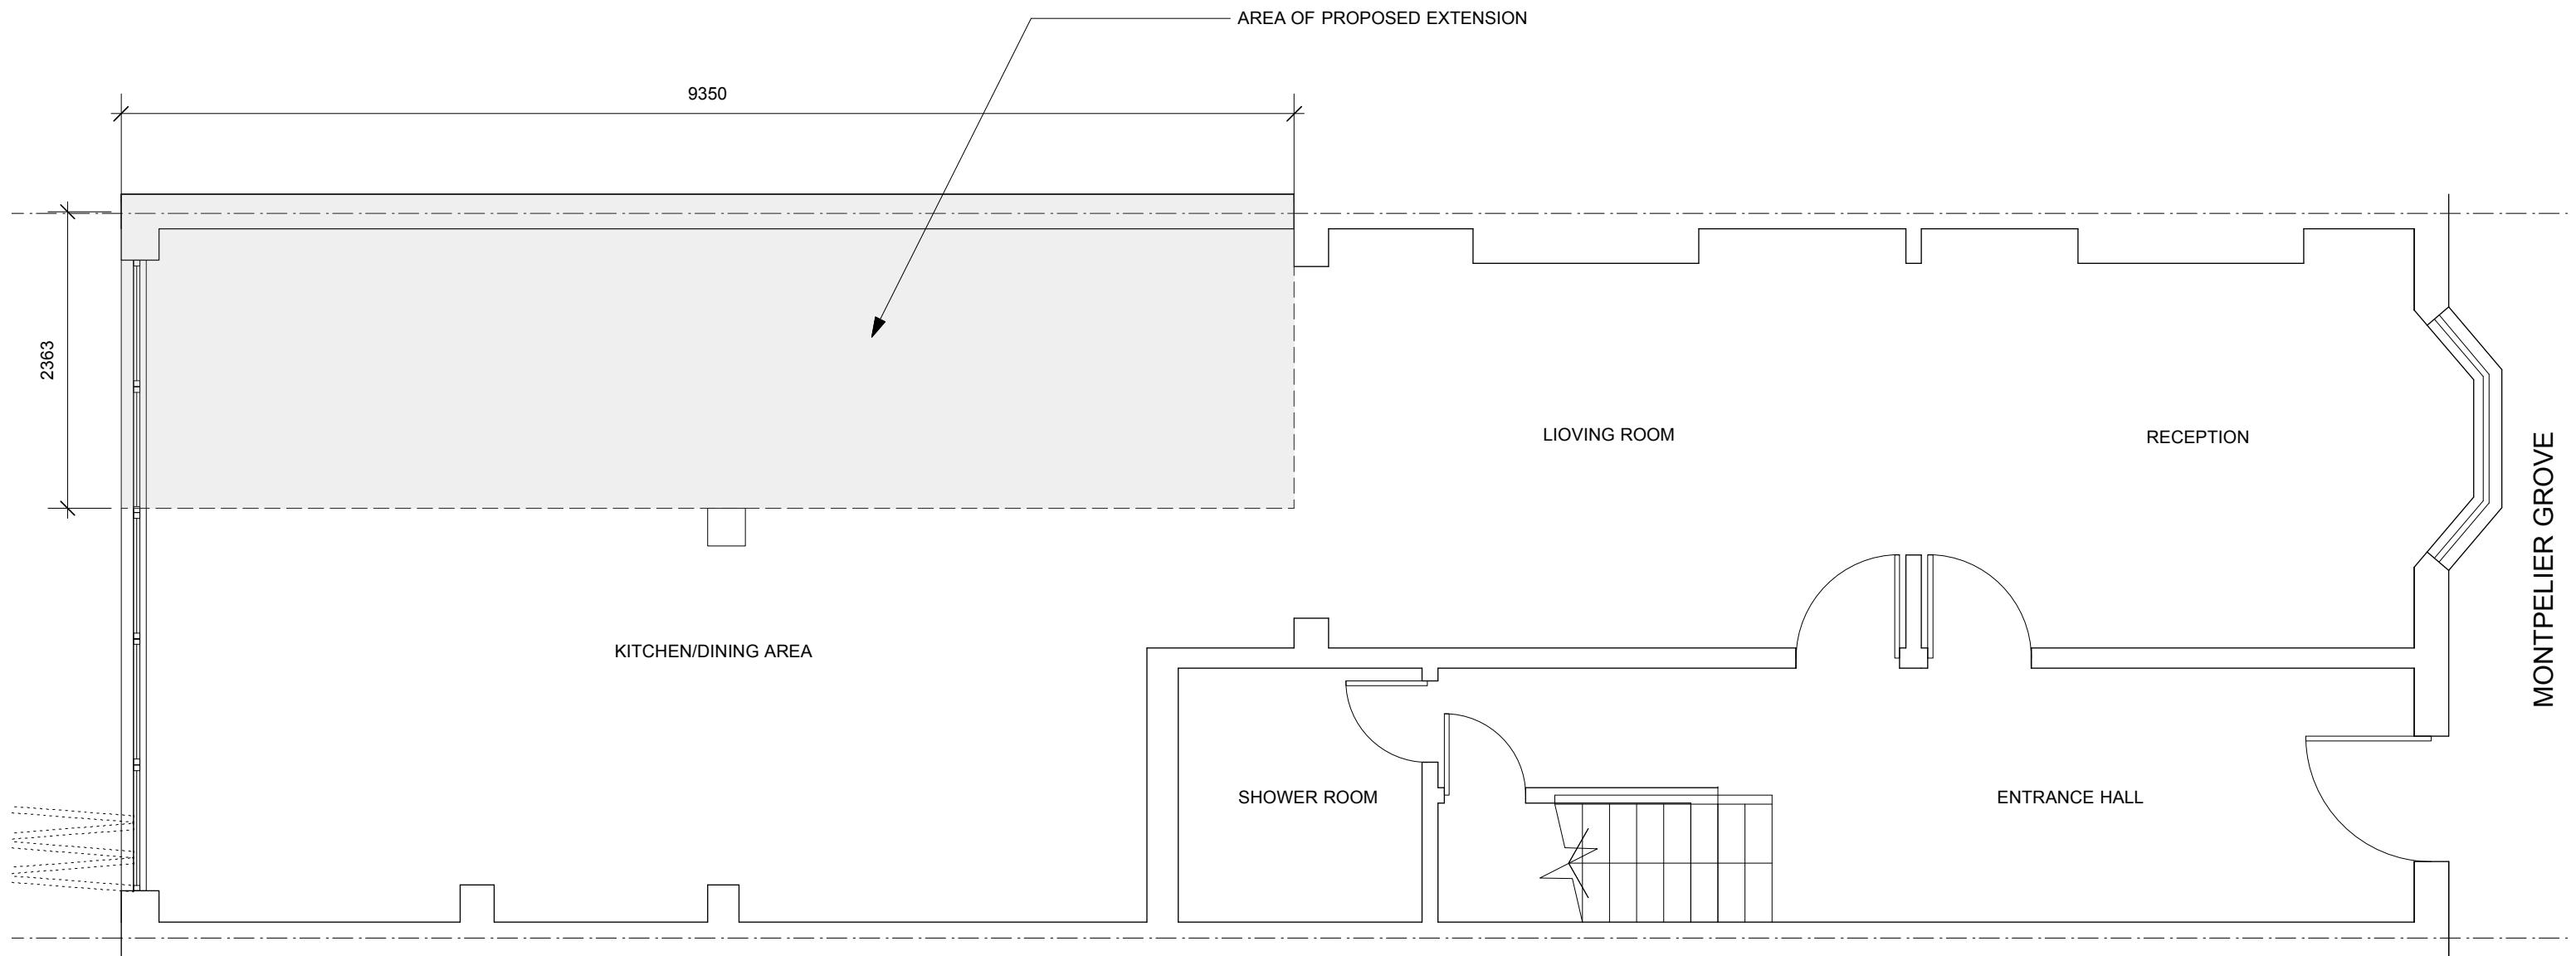 AREA OF PROPOSED EXTENSION
9350
2363
LIOVING ROOM
RECEPTION
MONTPELIER GROVE
KITCHEN/DINING AREA
SHOWER ROOM
ENTRANCE HALL